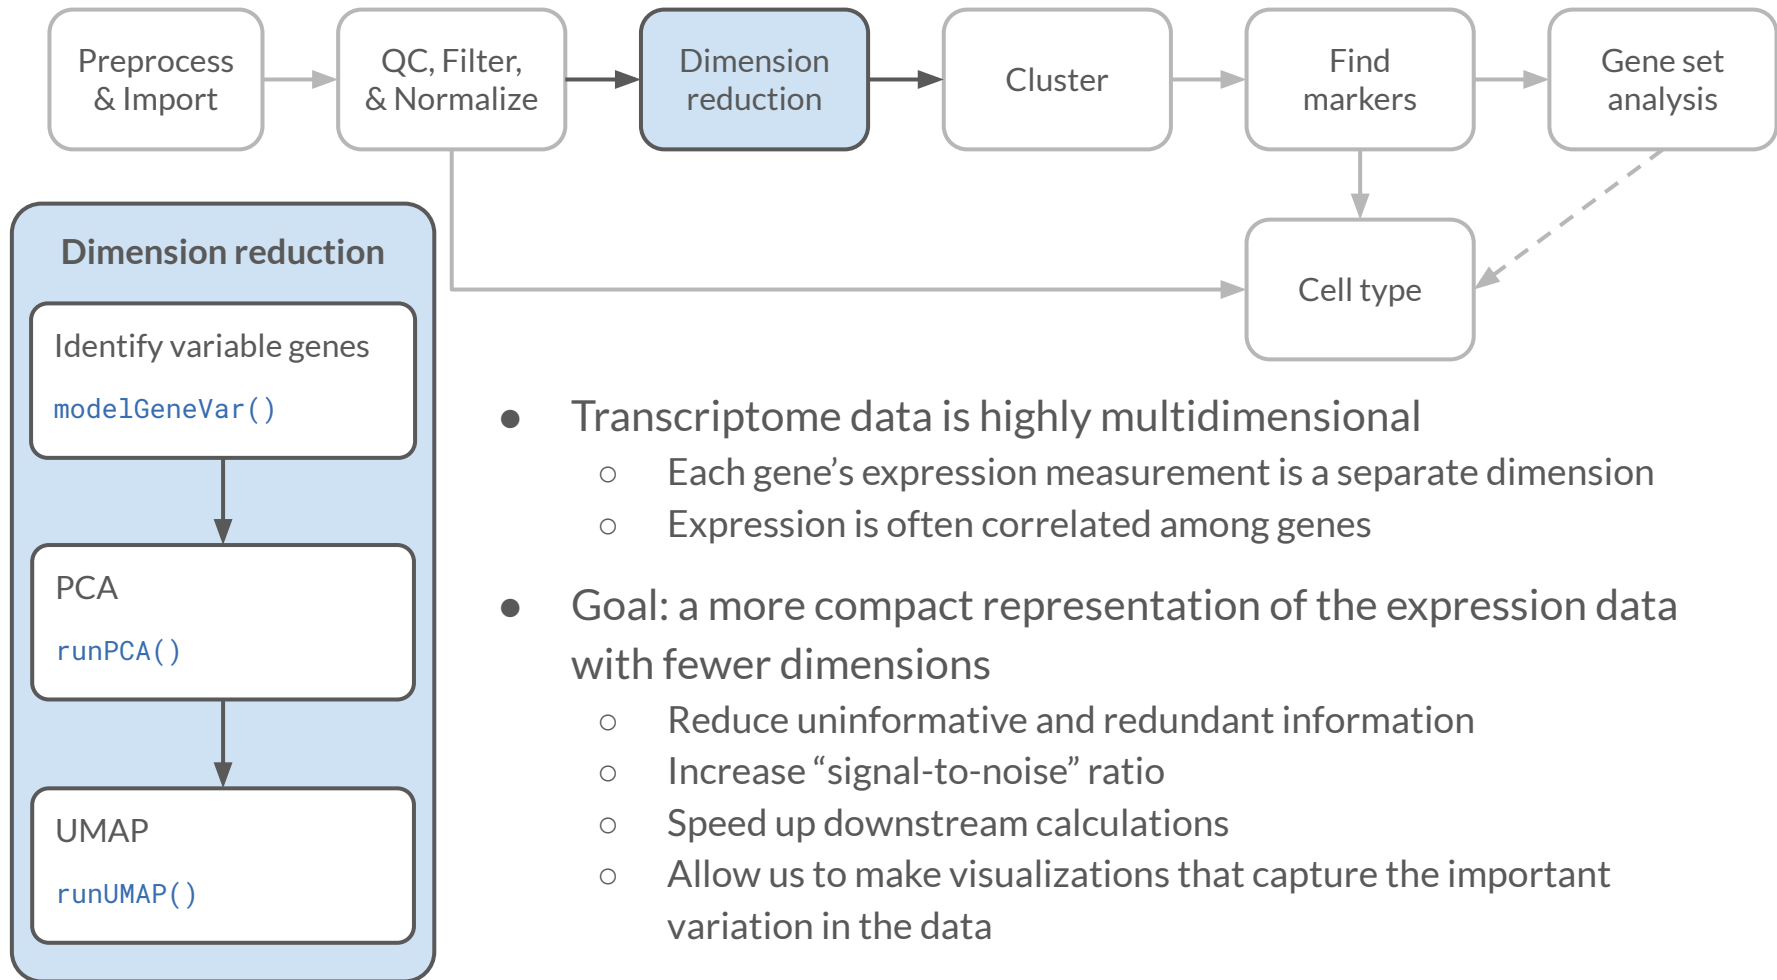 Preprocess
& Import
QC, Filter,
& Normalize
Dimension
reduction
Cluster
Find
markers
Gene set
analysis
Cell type
Dimension reduction
Identify variable genes
modelGeneVar()
PCA
runPCA()
UMAP
runUMAP()
● Transcriptome data is highly multidimensional
○ Each gene’s expression measurement is a separate dimension
○ Expression is often correlated among genes
● Goal: a more compact representation of the expression data
with fewer dimensions
○ Reduce uninformative and redundant information
○ Increase “signal-to-noise” ratio
○ Speed up downstream calculations
○ Allow us to make visualizations that capture the important
variation in the data